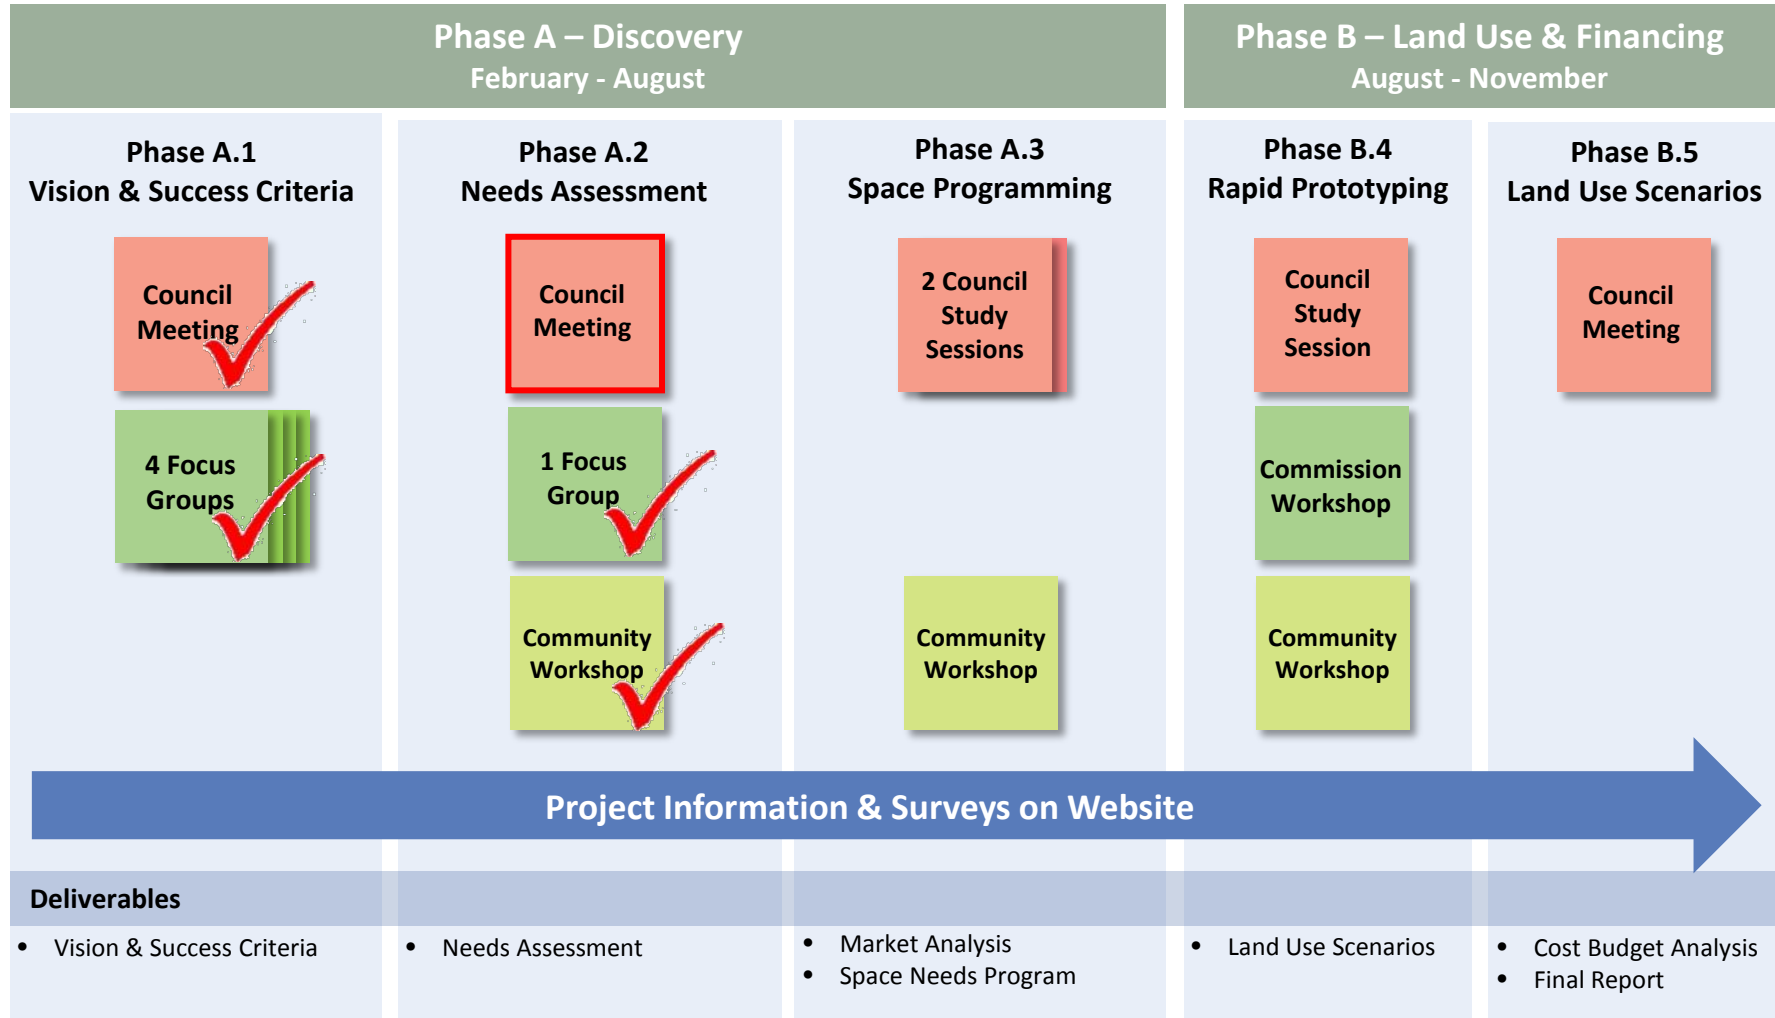 Phase A – Discovery
February - August
Phase B – Land Use & Financing
August - November
Phase A.1
Vision & Success Criteria
Phase A.2
Needs Assessment
Phase A.3
Space Programming
Phase B.4
Rapid Prototyping
Phase B.5
Land Use Scenarios
Council
Meeting
Council
Meeting
2 Council
Study
Sessions
Council
Study
Session
Council
Meeting
4 Focus
Groups
1 Focus
Group
Commission
Workshop
Community
Workshop
Community
Workshop
Community
Workshop
Project Information & Surveys on Website
Deliverables
• Vision & Success Criteria
• Needs Assessment
• Market Analysis
• Space Needs Program
• Land Use Scenarios
• Cost Budget Analysis
• Final Report